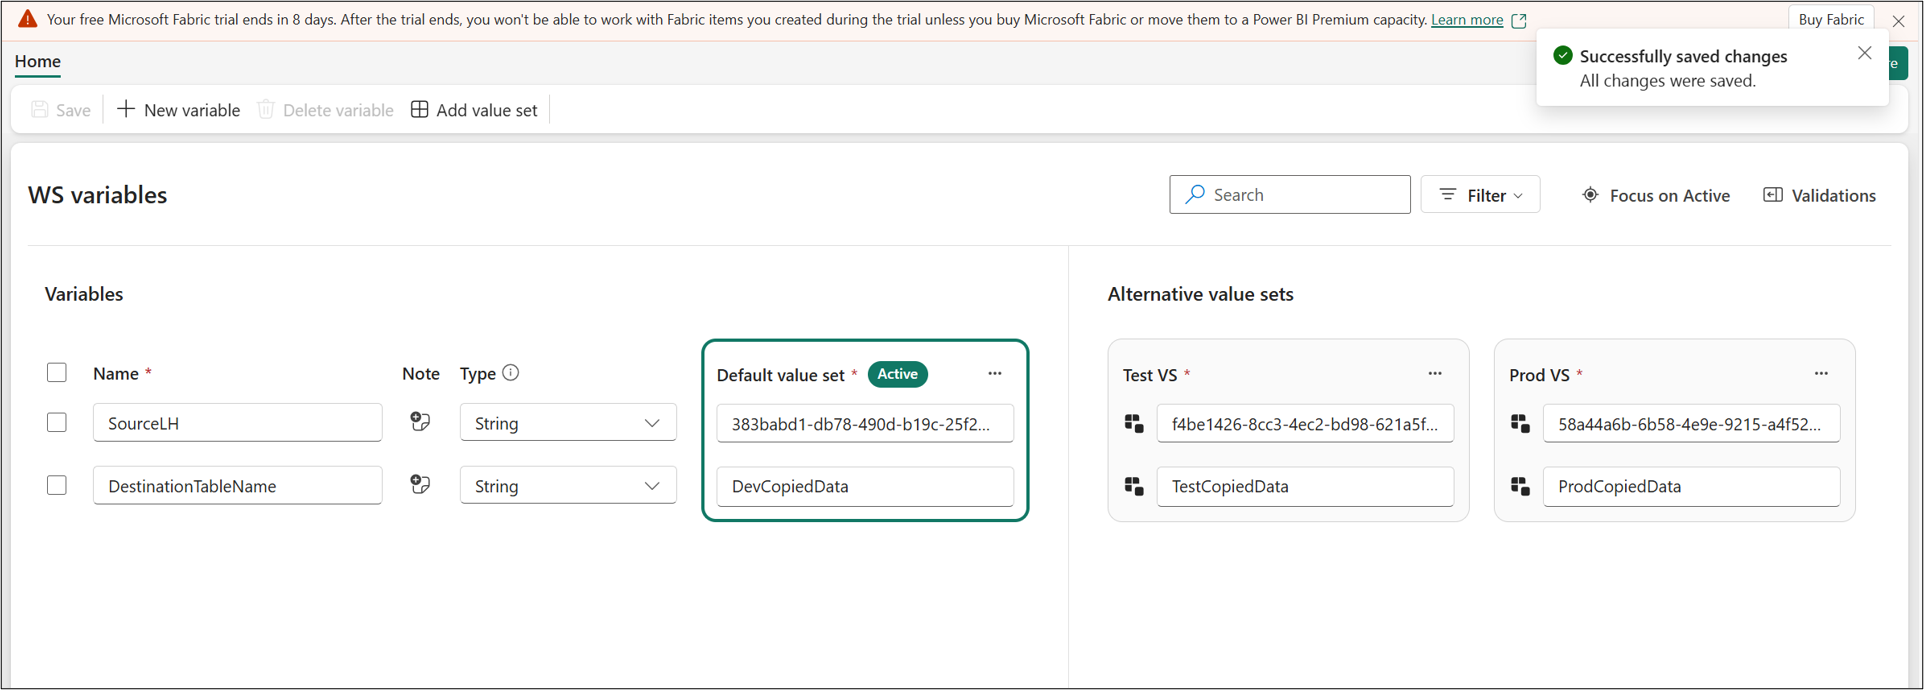 Your free Microsoft Fabric trial ends in 8 days. After the trial ends, you won't be able to work with Fabric items you created during the trial unless you buy Microsoft Fabric or move them to a Power BI Premium capacity. Learn more
Buy Fabric
Successfully saved changes
All changes were saved.
Home
Save
New variable
Delete variable
Add value set
WS variables
Search
Filter
Focus on Active
Validations
Variables
Alternative value sets
Name *
Note
Type
Default value set * Active
Test VS *
Prod VS *
SourceLH
String
383babd1-db78-490d-b19c-25f2...
f4be1426-8cc3-4ec2-bd98-621a5f...
58a44a6b-6b58-4e9e-9215-a4f52...
DestinationTableName
String
DevCopiedData
TestCopiedData
ProdCopiedData